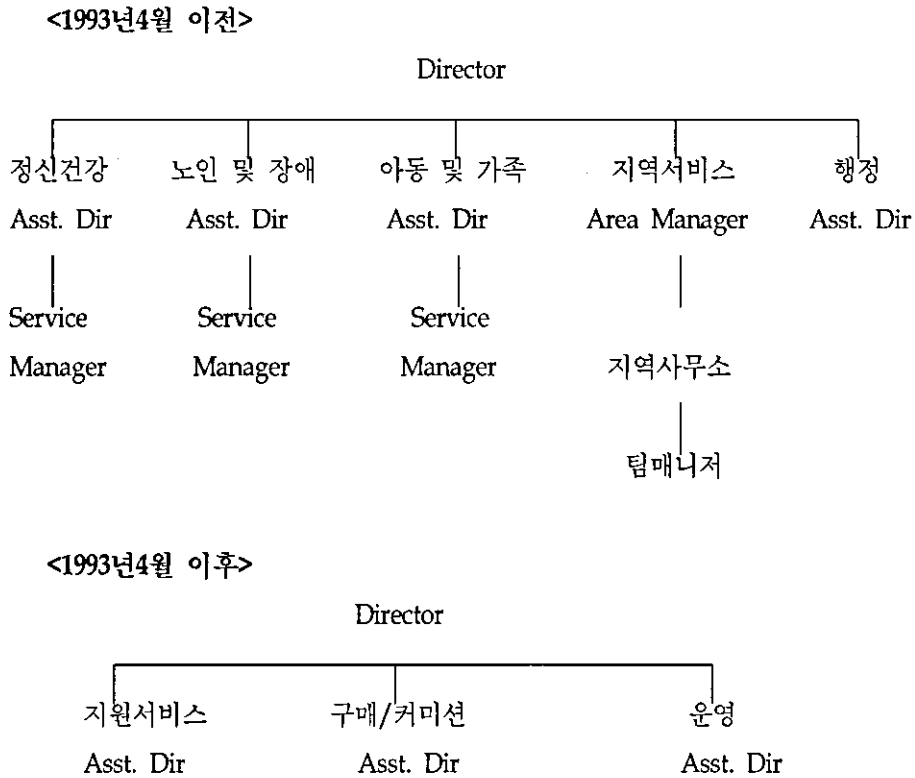 <1993년4월 이전>
Director
정신건강 노인 및 장애 아동 및 가족 지역서비스 행정
Asst. Dir Asst. Dir Asst. Dir Area Manager Asst. Dir
Service Service Service
Manager Manager Manager 지역사무소
팀매니저
<1993년4월 이후>
Director
지원서비스 구매/커미션 운영
Asst. Dir Asst. Dir Asst. Dir